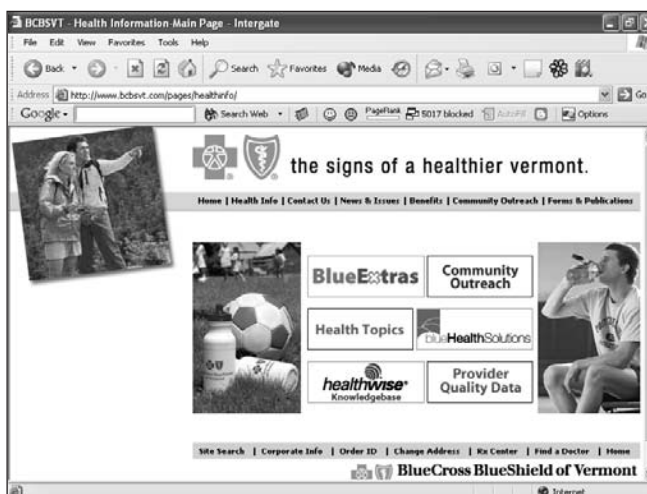 BCBSVT - Health Information-Main Page - Intergate
File Edit View Favorites Tools Help
Back Search Favorites Media
Address http://www.bcbsvt.com/pages/healthinfo/ Go
Google Search Web PageRank 5017 blocked AutoFill Options
the signs of a healthier vermont.
Home | Health Info | Contact Us | News & Issues | Benefits | Community Outreach | Forms & Publications
BlueExtras
Community
Outreach
Health Topics
blueHealthSolutions
healthwise®
Knowledgebase
Provider
Quality Data
Site Search | Corporate Info | Order ID | Change Address | Rx Center | Find a Doctor | Home
BlueCross BlueShield of Vermont
Internet